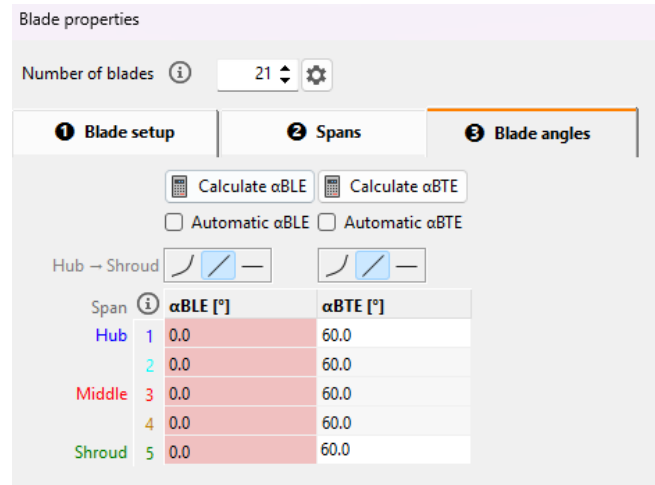 Blade properties
Number of blades ⓘ 21
❶ Blade setup ❷ Spans ❸ Blade angles
Calculate αBLE Calculate αBTE
Automatic αBLE Automatic αBTE
Hub → Shroud
Span ⓘ αBLE [°] αBTE [°]
Hub 1 0.0 60.0
2 0.0 60.0
Middle 3 0.0 60.0
4 0.0 60.0
Shroud 5 0.0 60.0